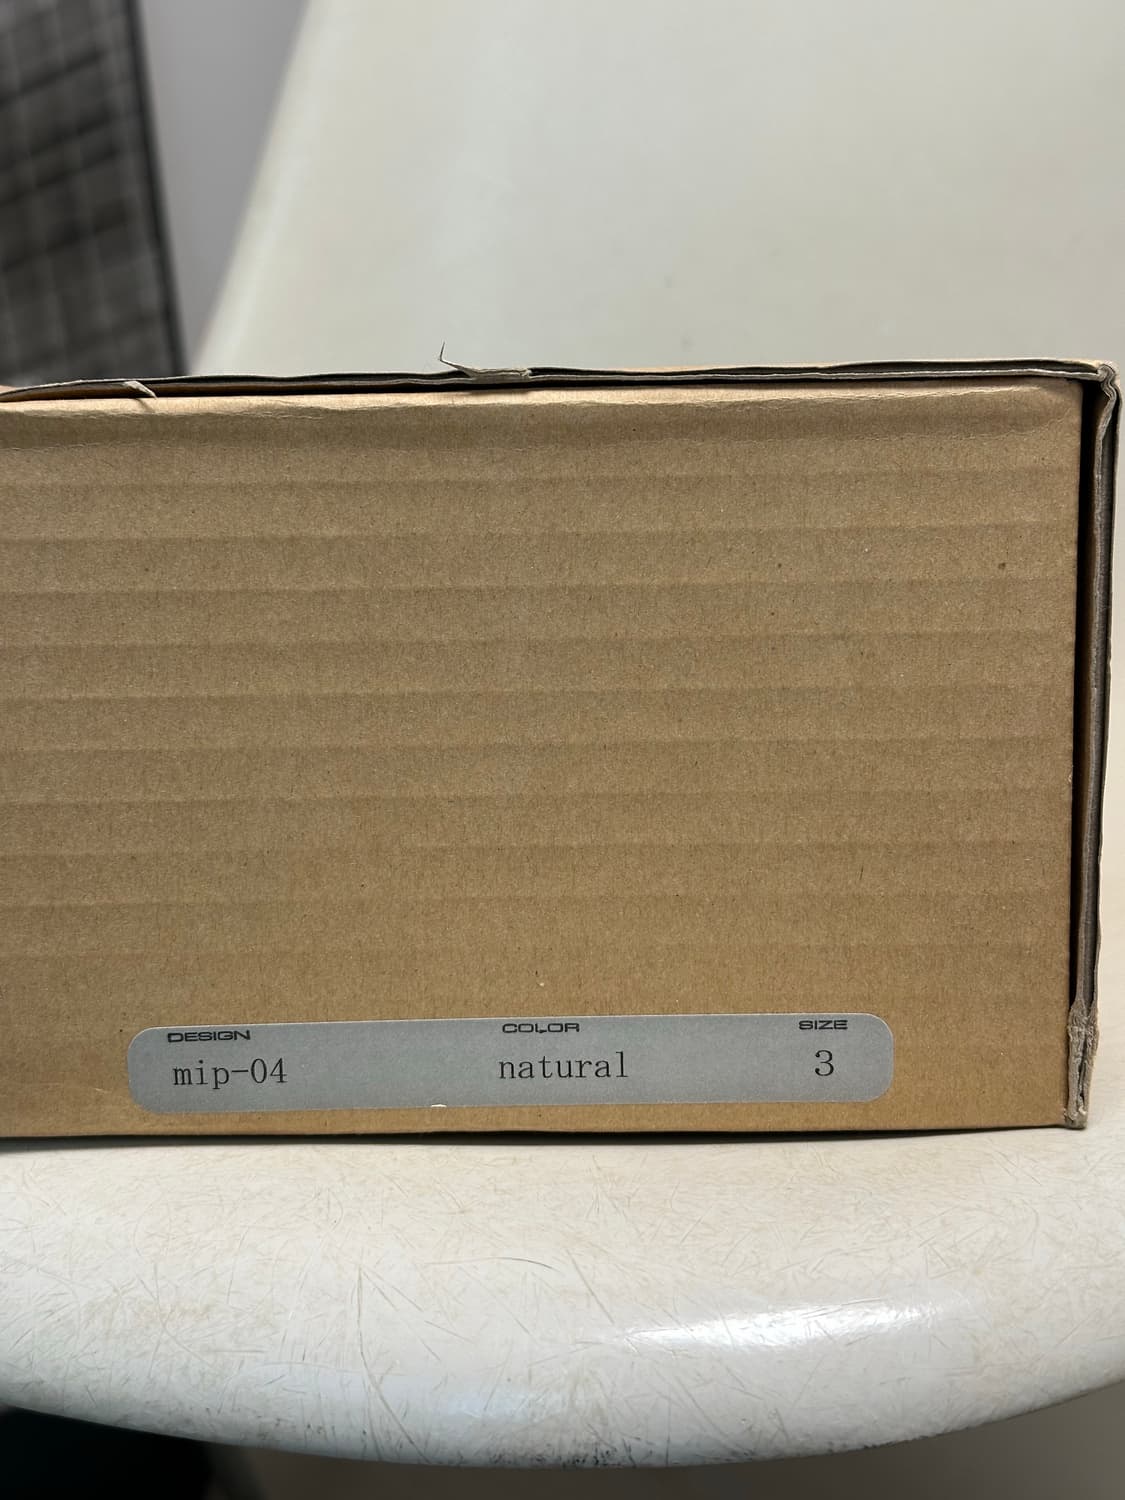 DESIGN COLOR SIZE
mip-04 natural 3